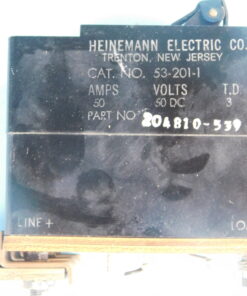 HEINEMANN ELECTRIC CO.
TRENTON, NEW JERSEY
CAT. NO. 53-201-1
AMPS VOLTS T.D
50 50 DC 3
PART NO 204810-539
LINE + LO